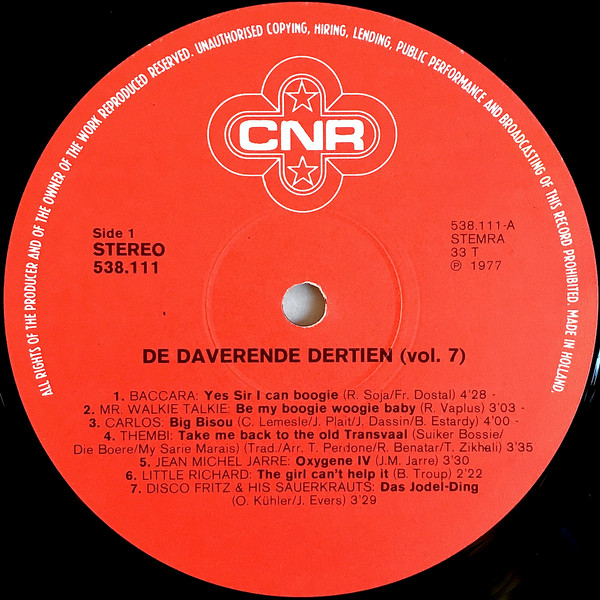 ALL RIGHTS OF THE PRODUCER AND OF THE OWNER OF THE WORK REPRODUCED RESERVED. UNAUTHORISED COPYING, HIRING, LENDING, PUBLIC PERFORMANCE AND BROADCASTING OF THIS RECORD PROHIBITED. MADE IN HOLLAND.
CNR
Side 1
STEREO
538.111
538.111-A
STEMRA
33 T
℗ 1977
DE DAVERENDE DERTIEN (vol. 7)
1. BACCARA: Yes Sir I can boogie (R. Soja/Fr. Dostal) 4'28 -
2. MR. WALKIE TALKIE: Be my boogie woogie baby (R. Vaplus) 3'03 -
3. CARLOS: Big Bisou (C. Lemesle/J. Plait/J. Dassin/B. Estardy) 4'00 -
4. THEMBI: Take me back to the old Transvaal (Suiker Bossie/
Die Boere/My Sarie Marais) (Trad./Arr. T. Peridone/R. Benatar/T. Zikhali) 3'35
5. JEAN MICHEL JARRE: Oxygene IV (J.M. Jarre) 3'30
6. LITTLE RICHARD: The girl can't help it (B. Troup) 2'22
7. DISCO FRITZ & HIS SAUERKRAUTS: Das Jodel-Ding
(O. Kühler/J. Evers) 3'29